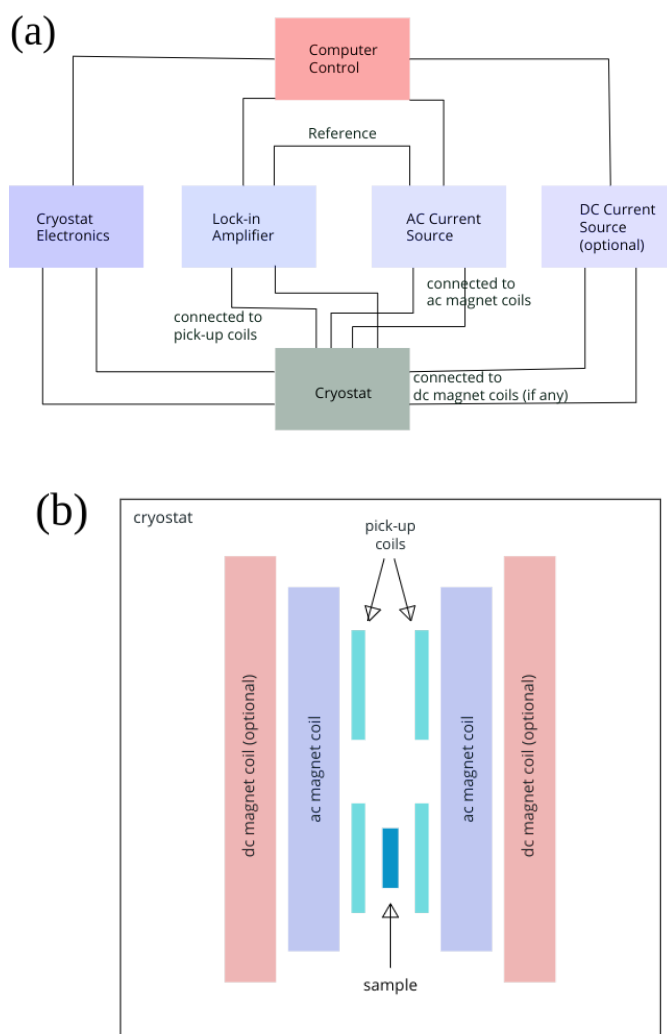 (a)
Computer
Control
Reference
Cryostat
Electronics
Lock-in
Amplifier
AC Current
Source
DC Current
Source
(optional)
connected to
pick-up coils
connected to
ac magnet coils
Cryostat
connected to
dc magnet coils (if any)
(b)
cryostat
pick-up
coils
dc magnet coil (optional)
ac magnet coil
ac magnet coil
dc magnet coil (optional)
sample